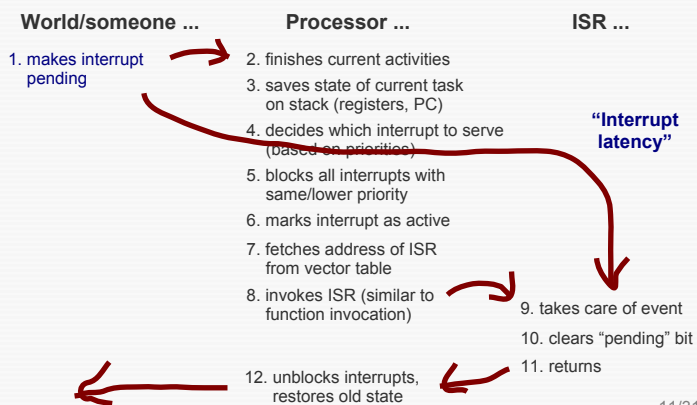 World/someone ...
Processor ...
ISR ...
1. makes interrupt
pending
2. finishes current activities
3. saves state of current task
on stack (registers, PC)
4. decides which interrupt to serve
(based on priorities)
"Interrupt
latency"
5. blocks all interrupts with
same/lower priority
6. marks interrupt as active
7. fetches address of ISR
from vector table
8. invokes ISR (similar to
function invocation)
9. takes care of event
10. clears "pending" bit
11. returns
12. unblocks interrupts,
restores old state